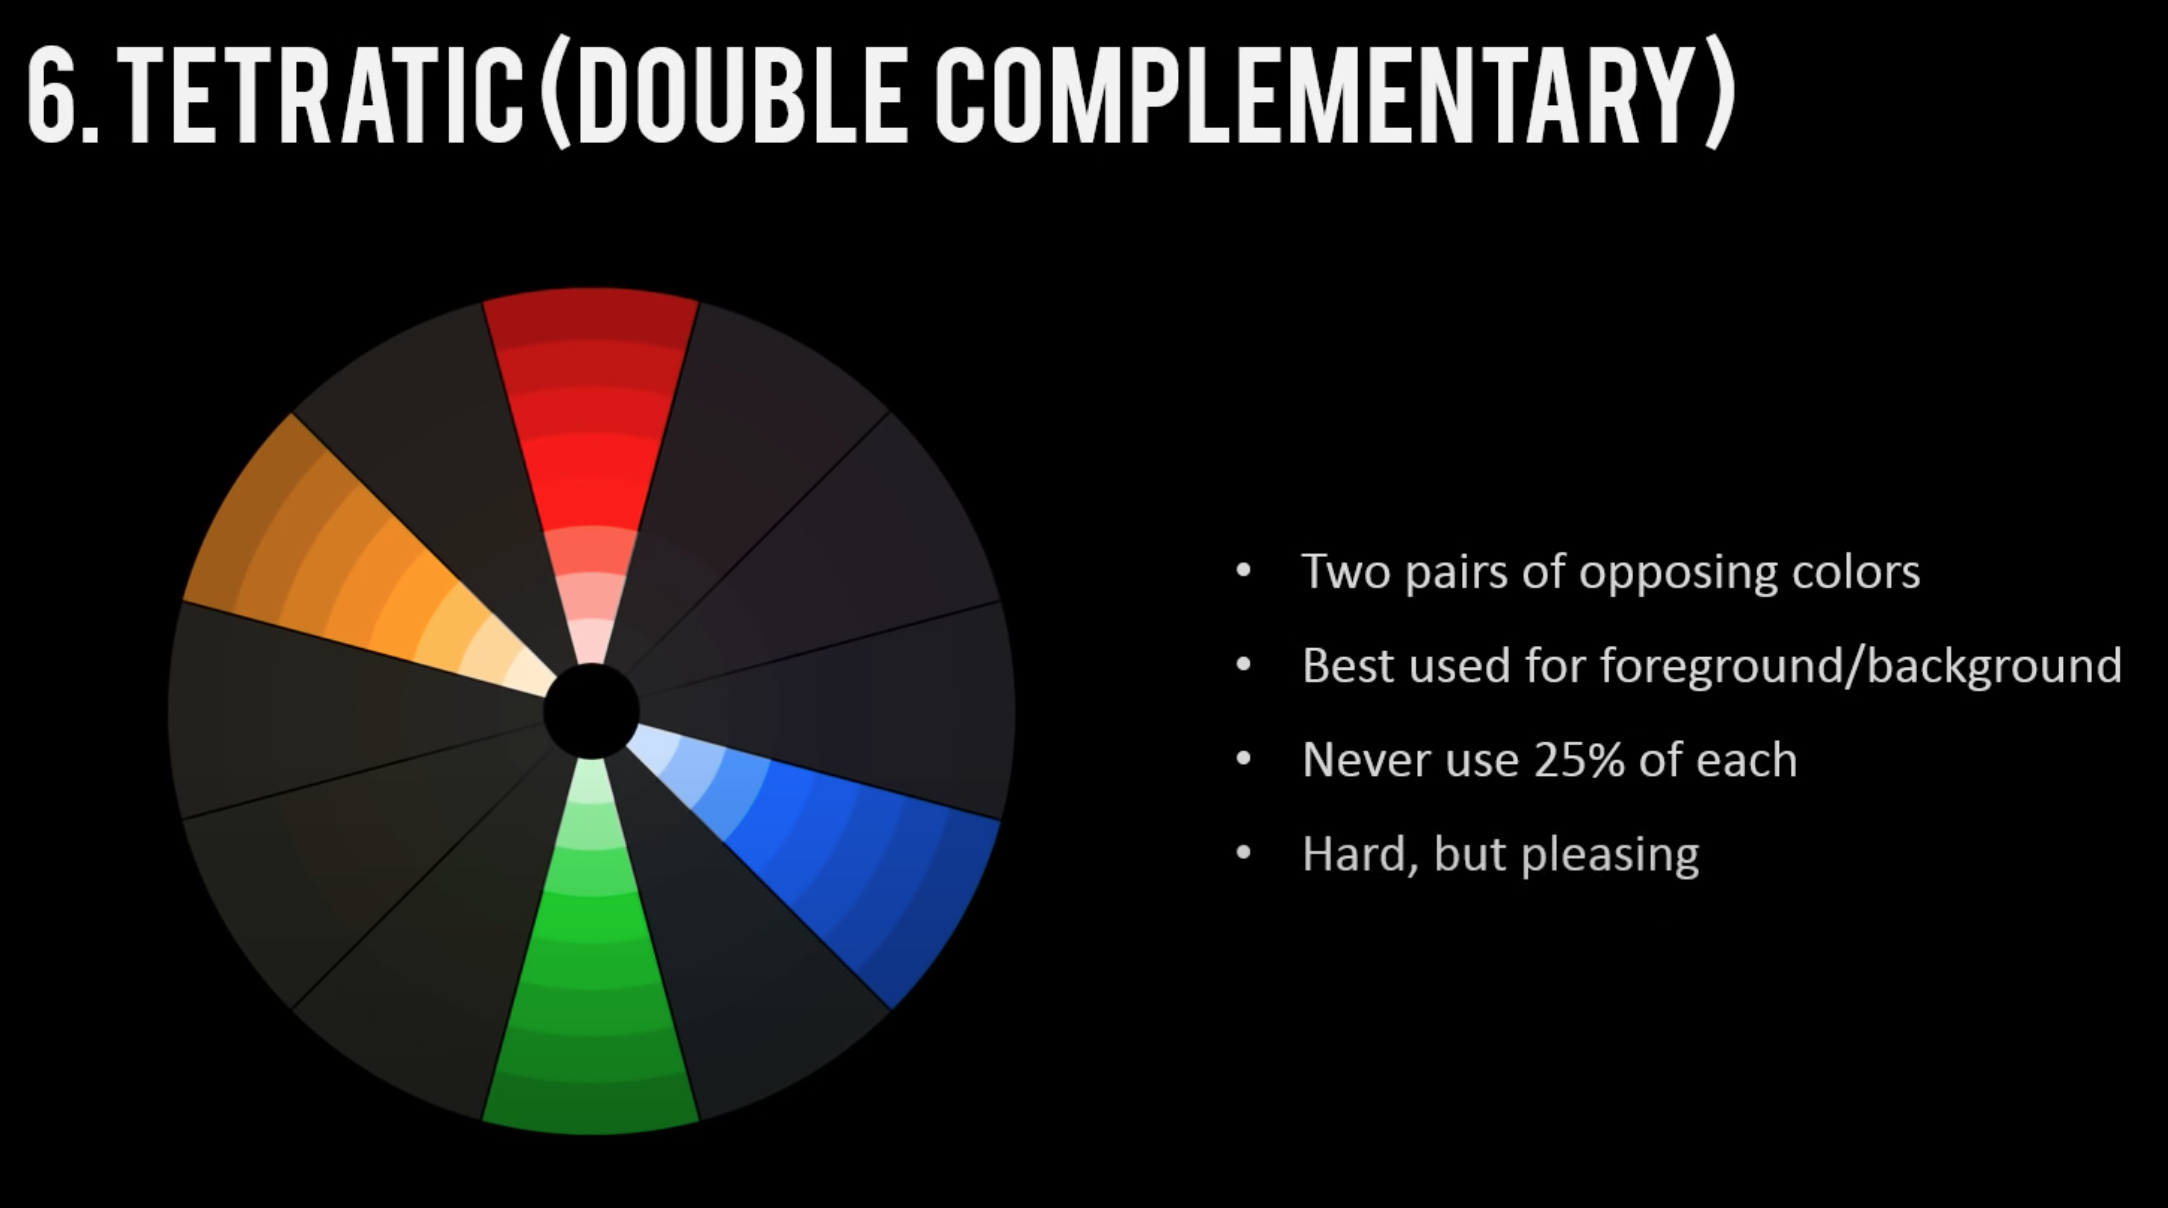 6. TETRATIC (DOUBLE COMPLEMENTARY)
• Two pairs of opposing colors
• Best used for foreground/background
• Never use 25% of each
• Hard, but pleasing